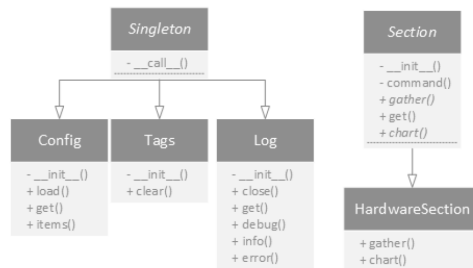 Singleton
- __call__()
Config
- __init__()
+ load()
+ get()
+ items()
Tags
- __init__()
+ clear()
Log
- __init__()
+ close()
+ get()
+ debug()
+ info()
+ error()
Section
- __init__()
- command()
+ gather()
+ get()
+ chart()
HardwareSection
+ gather()
+ chart()